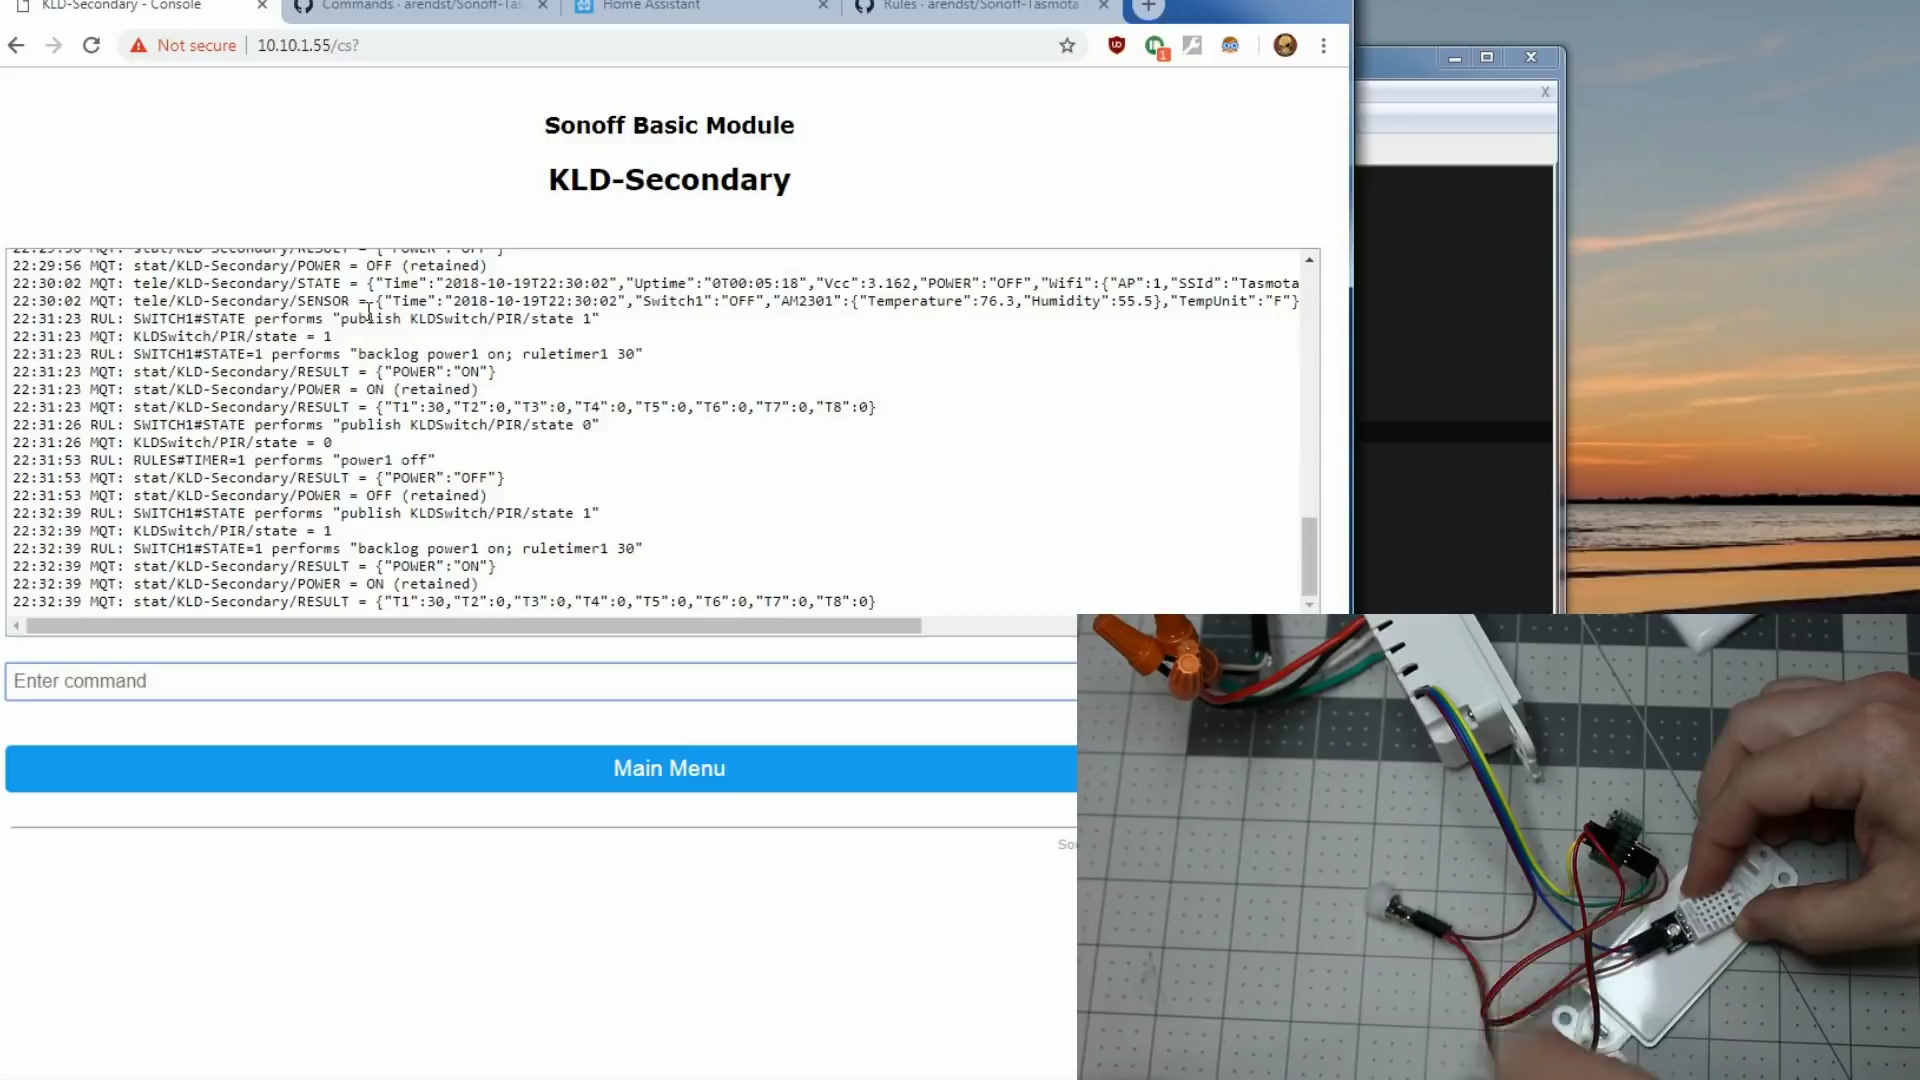 KLD-Secondary - Console
Commands · arendst/Sonoff-Tas
Home Assistant
Rules · arendst/Sonoff-Tasmota
Not secure
10.10.1.55/cs?
1
Sonoff Basic Module
KLD-Secondary
22:29:56 MQT: stat/KLD-Secondary/RESULT = {"POWER":"OFF"}
22:29:56 MQT: stat/KLD-Secondary/POWER = OFF (retained)
22:30:02 MQT: tele/KLD-Secondary/STATE = {"Time":"2018-10-19T22:30:02","Uptime":"0T00:05:18","Vcc":3.162,"POWER":"OFF","Wifi":{"AP":1,"SSId":"Tasmota
22:30:02 MQT: tele/KLD-Secondary/SENSOR = {"Time":"2018-10-19T22:30:02","Switch1":"OFF","AM2301":{"Temperature":76.3,"Humidity":55.5},"TempUnit":"F"}
22:31:23 RUL: SWITCH1#STATE performs "publish KLDSwitch/PIR/state 1"
22:31:23 MQT: KLDSwitch/PIR/state = 1
22:31:23 RUL: SWITCH1#STATE=1 performs "backlog power1 on; ruletimer1 30"
22:31:23 MQT: stat/KLD-Secondary/RESULT = {"POWER":"ON"}
22:31:23 MQT: stat/KLD-Secondary/POWER = ON (retained)
22:31:23 MQT: stat/KLD-Secondary/RESULT = {"T1":30,"T2":0,"T3":0,"T4":0,"T5":0,"T6":0,"T7":0,"T8":0}
22:31:26 RUL: SWITCH1#STATE performs "publish KLDSwitch/PIR/state 0"
22:31:26 MQT: KLDSwitch/PIR/state = 0
22:31:53 RUL: RULES#TIMER=1 performs "power1 off"
22:31:53 MQT: stat/KLD-Secondary/RESULT = {"POWER":"OFF"}
22:31:53 MQT: stat/KLD-Secondary/POWER = OFF (retained)
22:32:39 RUL: SWITCH1#STATE performs "publish KLDSwitch/PIR/state 1"
22:32:39 MQT: KLDSwitch/PIR/state = 1
22:32:39 RUL: SWITCH1#STATE=1 performs "backlog power1 on; ruletimer1 30"
22:32:39 MQT: stat/KLD-Secondary/RESULT = {"POWER":"ON"}
22:32:39 MQT: stat/KLD-Secondary/POWER = ON (retained)
22:32:39 MQT: stat/KLD-Secondary/RESULT = {"T1":30,"T2":0,"T3":0,"T4":0,"T5":0,"T6":0,"T7":0,"T8":0}
Enter command
Main Menu
So